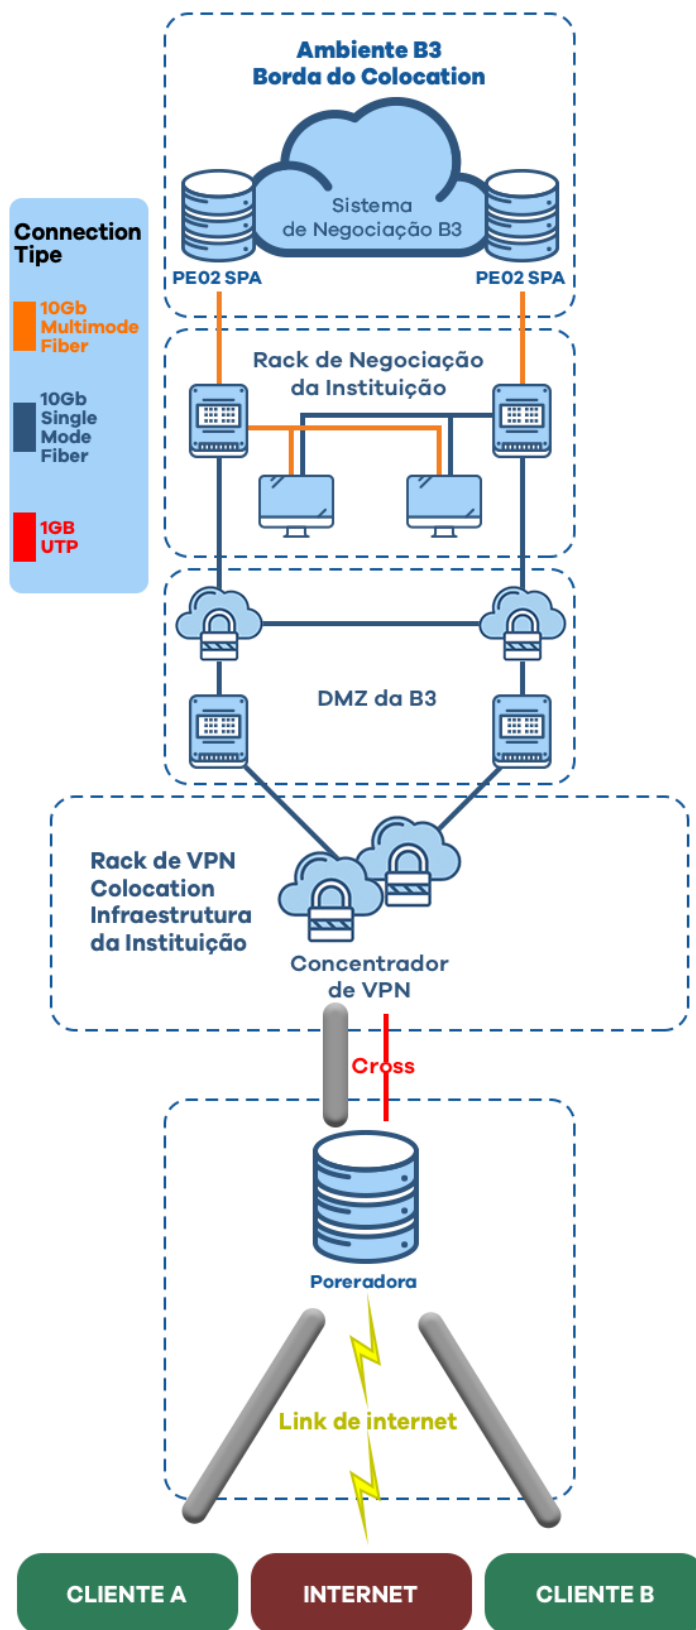 Ambiente B3
Borda do Colocation
Sistema
de Negociação B3
PE02 SPA
PE02 SPA
Connection
Tipe
10Gb
Multimode
Fiber
10Gb
Single
Mode
Fiber
1GB
UTP
Rack de Negociação
da Instituição
DMZ da B3
Rack de VPN
Colocation
Infraestrutura
da Instituição
Concentrador
de VPN
Cross
Poreradora
Link de internet
CLIENTE A
INTERNET
CLIENTE B